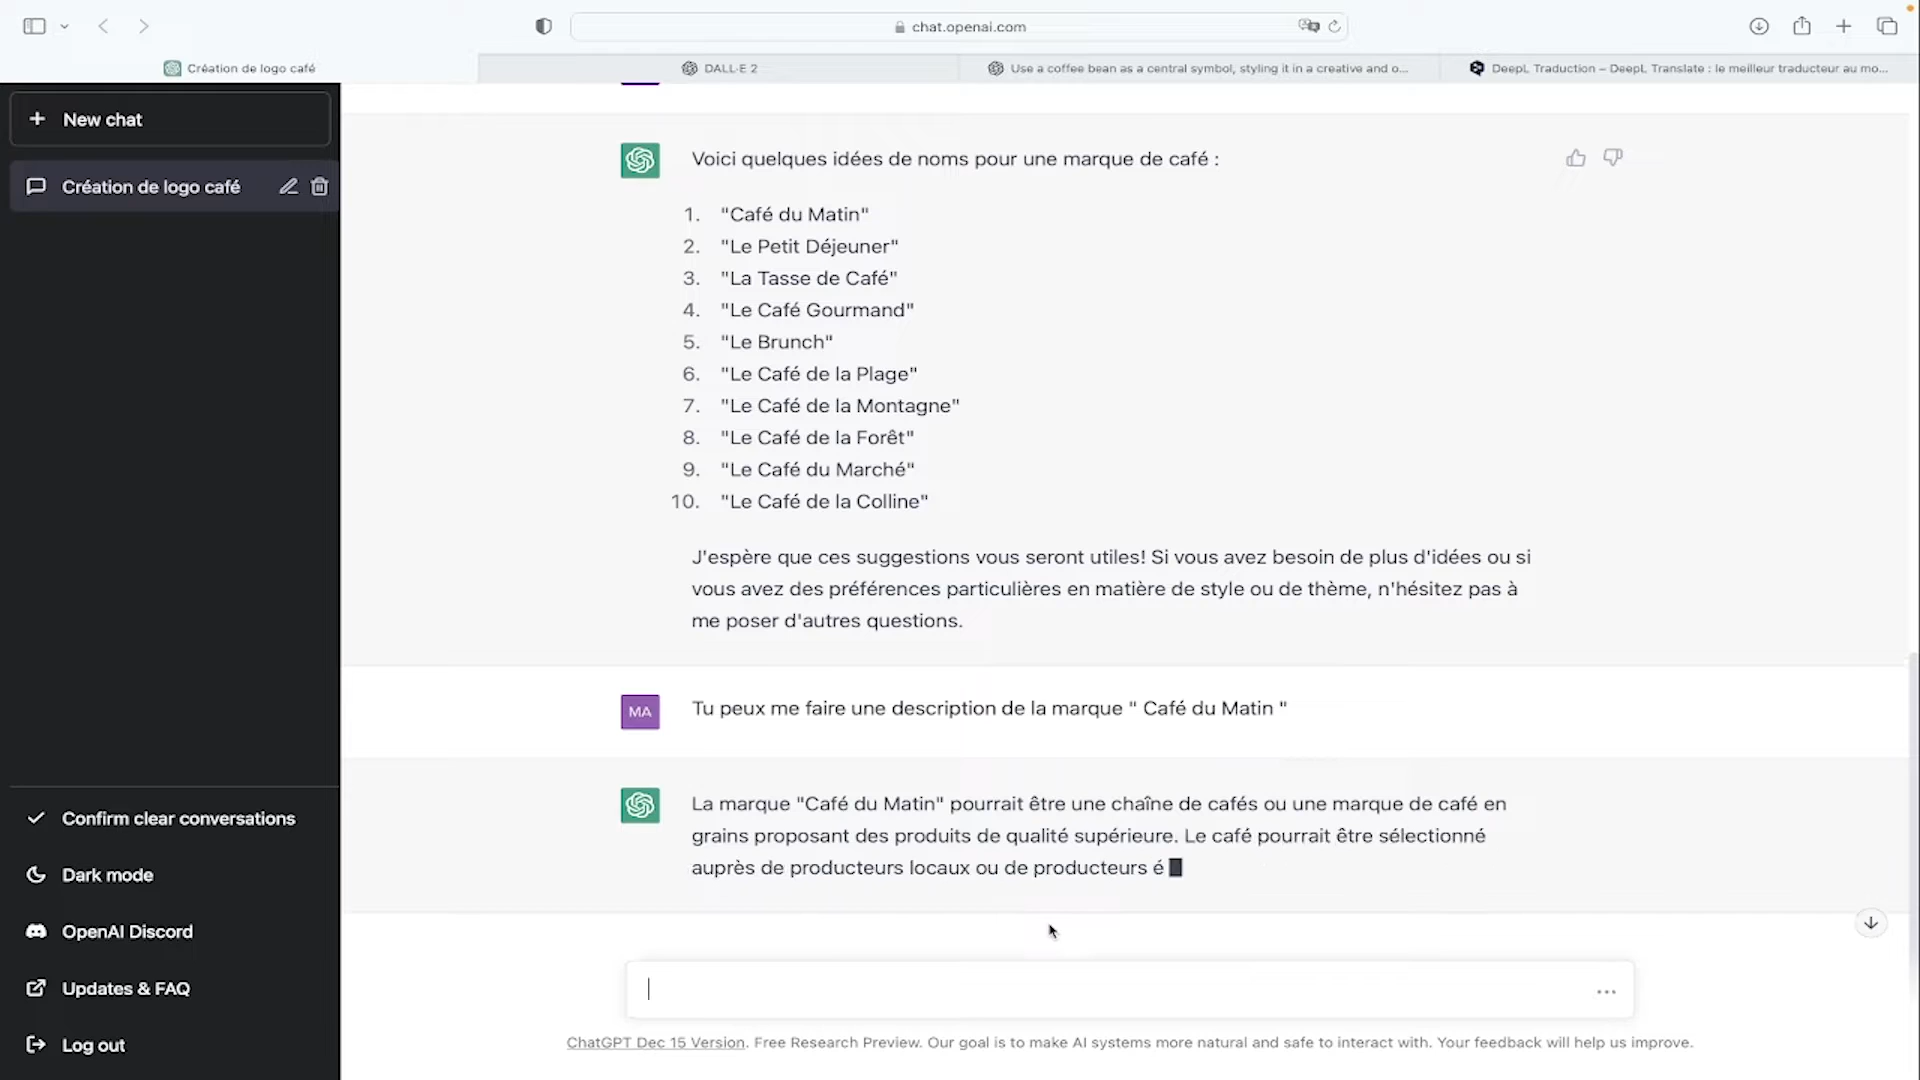 chat.openai.com
Création de logo café
DALL·E 2
Use a coffee bean as a central symbol, styling it in a creative and o...
DeepL Traduction – DeepL Translate : le meilleur traducteur au mo...
New chat
Création de logo café
Voici quelques idées de noms pour une marque de café :
1. "Café du Matin"
2. "Le Petit Déjeuner"
3. "La Tasse de Café"
4. "Le Café Gourmand"
5. "Le Brunch"
6. "Le Café de la Plage"
7. "Le Café de la Montagne"
8. "Le Café de la Forêt"
9. "Le Café du Marché"
10. "Le Café de la Colline"
J'espère que ces suggestions vous seront utiles! Si vous avez besoin de plus d'idées ou si
vous avez des préférences particulières en matière de style ou de thème, n'hésitez pas à
me poser d'autres questions.
MA
Tu peux me faire une description de la marque " Café du Matin "
La marque "Café du Matin" pourrait être une chaîne de cafés ou une marque de café en
grains proposant des produits de qualité supérieure. Le café pourrait être sélectionné
auprès de producteurs locaux ou de producteurs é
Confirm clear conversations
Dark mode
OpenAI Discord
Updates & FAQ
Log out
ChatGPT Dec 15 Version. Free Research Preview. Our goal is to make AI systems more natural and safe to interact with. Your feedback will help us improve.